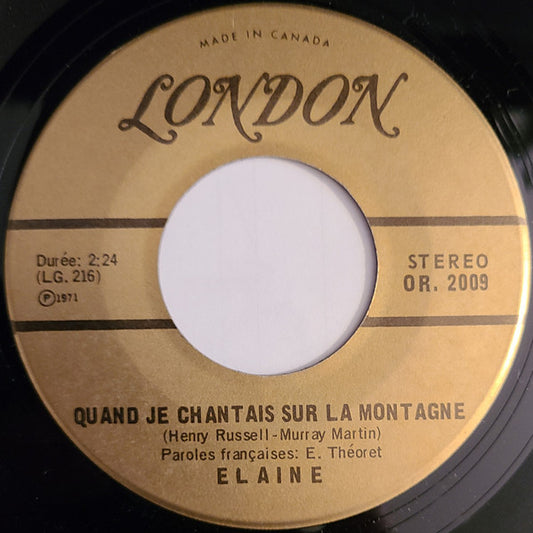 MADE IN CANADA
LONDON
Durée: 2:24
(LG. 216)
℗1971
STEREO
OR. 2009
QUAND JE CHANTAIS SUR LA MONTAGNE
(Henry Russell-Murray Martin)
Paroles françaises: E. Théoret
ELAINE